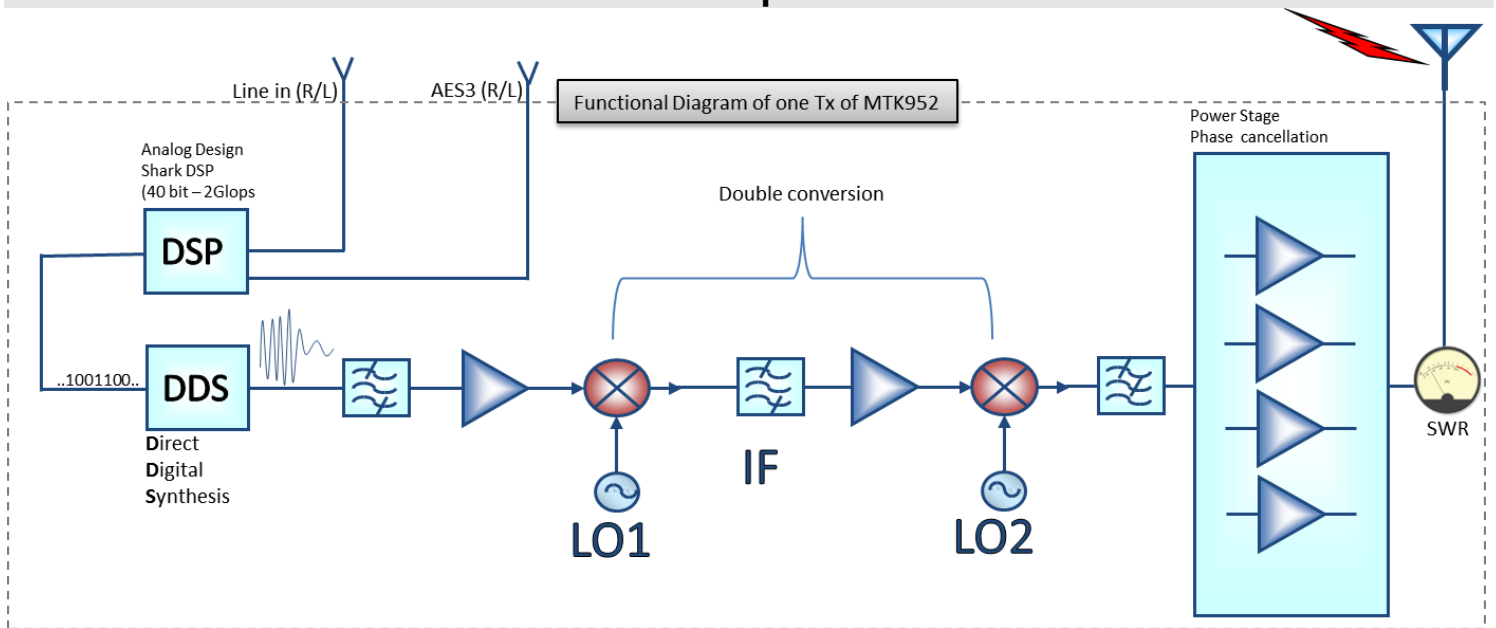 Line in (R/L)
AES3 (R/L)
Functional Diagram of one Tx of MTK952
Power Stage
Phase cancellation
Analog Design
Shark DSP
(40 bit – 2Glops
Double conversion
DSP
..1001100..
DDS
Direct
Digital
Synthesis
IF
LO1
LO2
SWR